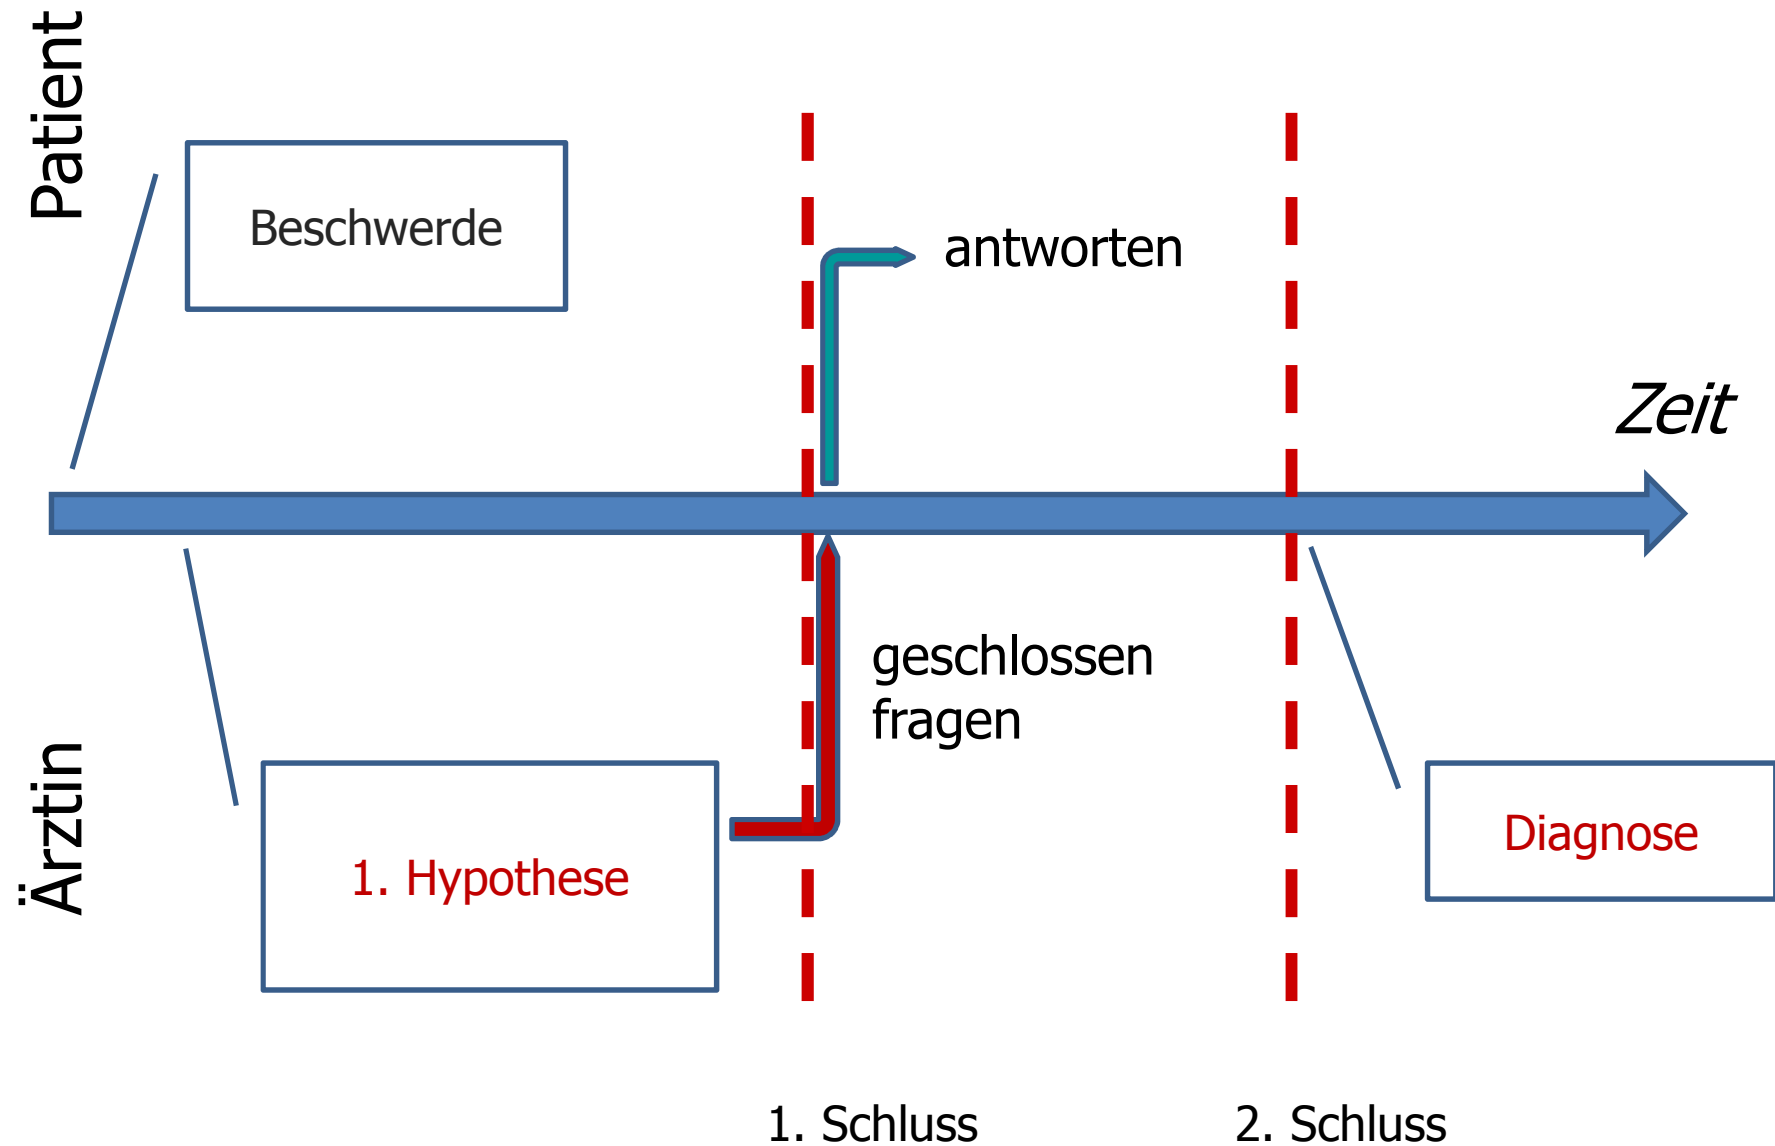 Patient
Beschwerde
antworten
Zeit
geschlossen
fragen
Ärztin
1. Hypothese
Diagnose
1. Schluss
2. Schluss